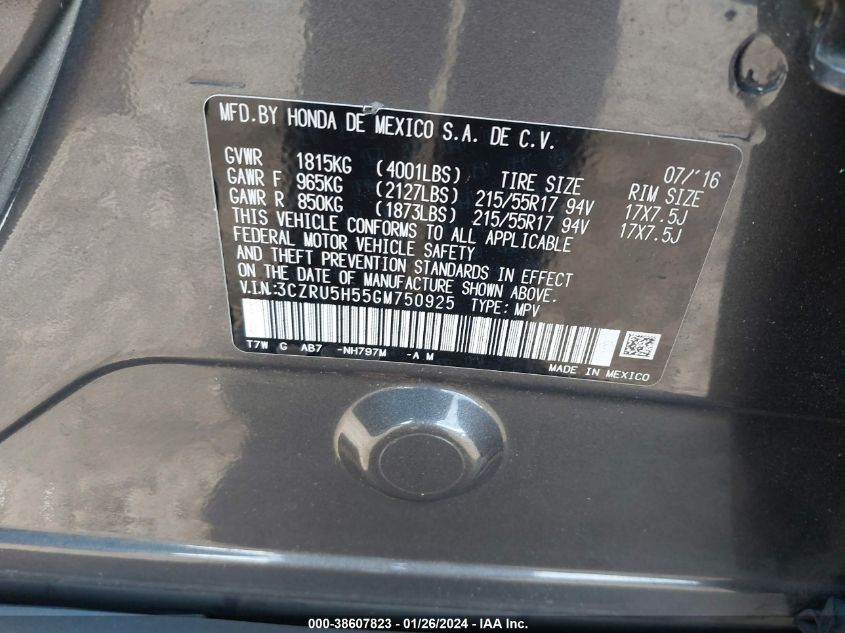 MFD.BY HONDA DE MEXICO S.A. DE C.V.
07/'16
GVWR 1815KG (4001LBS) TIRE SIZE RIM SIZE
GAWR F 965KG (2127LBS) 215/55R17 94V 17X7.5J
GAWR R 850KG (1873LBS) 215/55R17 94V 17X7.5J
THIS VEHICLE CONFORMS TO ALL APPLICABLE
FEDERAL MOTOR VEHICLE SAFETY
AND THEFT PREVENTION STANDARDS IN EFFECT
ON THE DATE OF MANUFACTURE SHOWN ABOVE.
V.I.N.:3CZRU5H55GM750925 TYPE: MPV
T7W G AB7 -NH797M -A M
MADE IN MEXICO
000-38607823 - 01/26/2024 - IAA Inc.